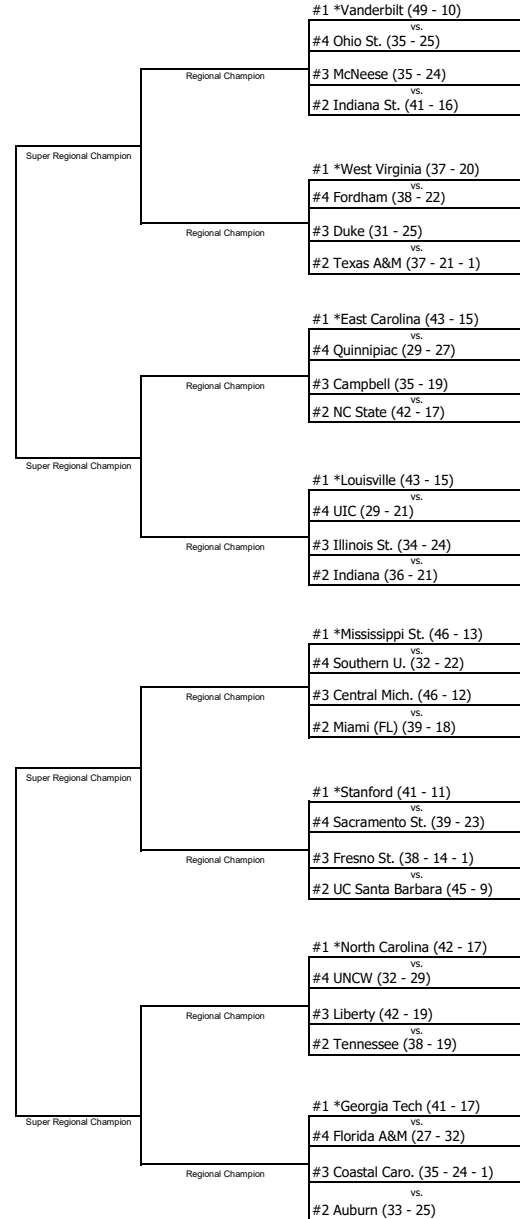 #1 *Vanderbilt (49 - 10)
vs.
#4 Ohio St. (35 - 25)
Regional Champion
#3 McNeese (35 - 24)
vs.
#2 Indiana St. (41 - 16)
Super Regional Champion
#1 *West Virginia (37 - 20)
vs.
#4 Fordham (38 - 22)
Regional Champion
#3 Duke (31 - 25)
vs.
#2 Texas A&M (37 - 21 - 1)
#1 *East Carolina (43 - 15)
vs.
#4 Quinnipiac (29 - 27)
Regional Champion
#3 Campbell (35 - 19)
vs.
#2 NC State (42 - 17)
Super Regional Champion
#1 *Louisville (43 - 15)
vs.
#4 UIC (29 - 21)
Regional Champion
#3 Illinois St. (34 - 24)
vs.
#2 Indiana (36 - 21)
#1 *Mississippi St. (46 - 13)
vs.
#4 Southern U. (32 - 22)
Regional Champion
#3 Central Mich. (46 - 12)
vs.
#2 Miami (FL) (39 - 18)
Super Regional Champion
#1 *Stanford (41 - 11)
vs.
#4 Sacramento St. (39 - 23)
Regional Champion
#3 Fresno St. (38 - 14 - 1)
vs.
#2 UC Santa Barbara (45 - 9)
#1 *North Carolina (42 - 17)
vs.
#4 UNCW (32 - 29)
Regional Champion
#3 Liberty (42 - 19)
vs.
#2 Tennessee (38 - 19)
Super Regional Champion
#1 *Georgia Tech (41 - 17)
vs.
#4 Florida A&M (27 - 32)
Regional Champion
#3 Coastal Caro. (35 - 24 - 1)
vs.
#2 Auburn (33 - 25)